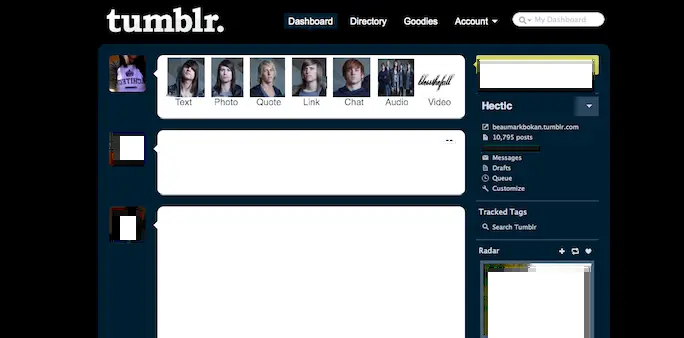 tumblr.
Dashboard Directory Goodies Account
My Dashboard
Text Photo Quote Link Chat Audio Video
blessthefall
Hectic
beaumarkbokan.tumblr.com
10,795 posts
Messages
Drafts
Queue
Customize
Tracked Tags
Search Tumblr
Radar